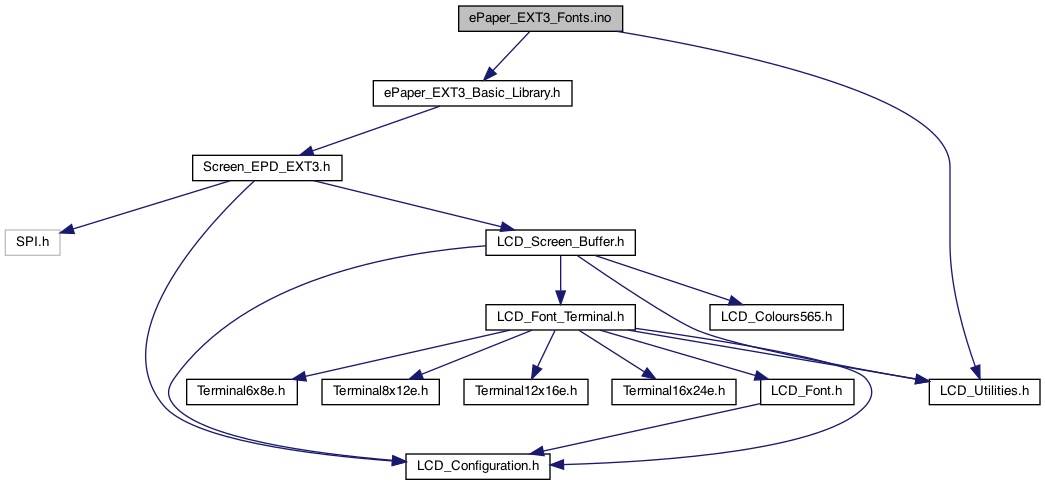 ePaper_EXT3_Fonts.ino
ePaper_EXT3_Basic_Library.h
Screen_EPD_EXT3.h
SPI.h
LCD_Screen_Buffer.h
LCD_Font_Terminal.h
LCD_Colours565.h
Terminal6x8e.h
Terminal8x12e.h
Terminal12x16e.h
Terminal16x24e.h
LCD_Font.h
LCD_Utilities.h
LCD_Configuration.h